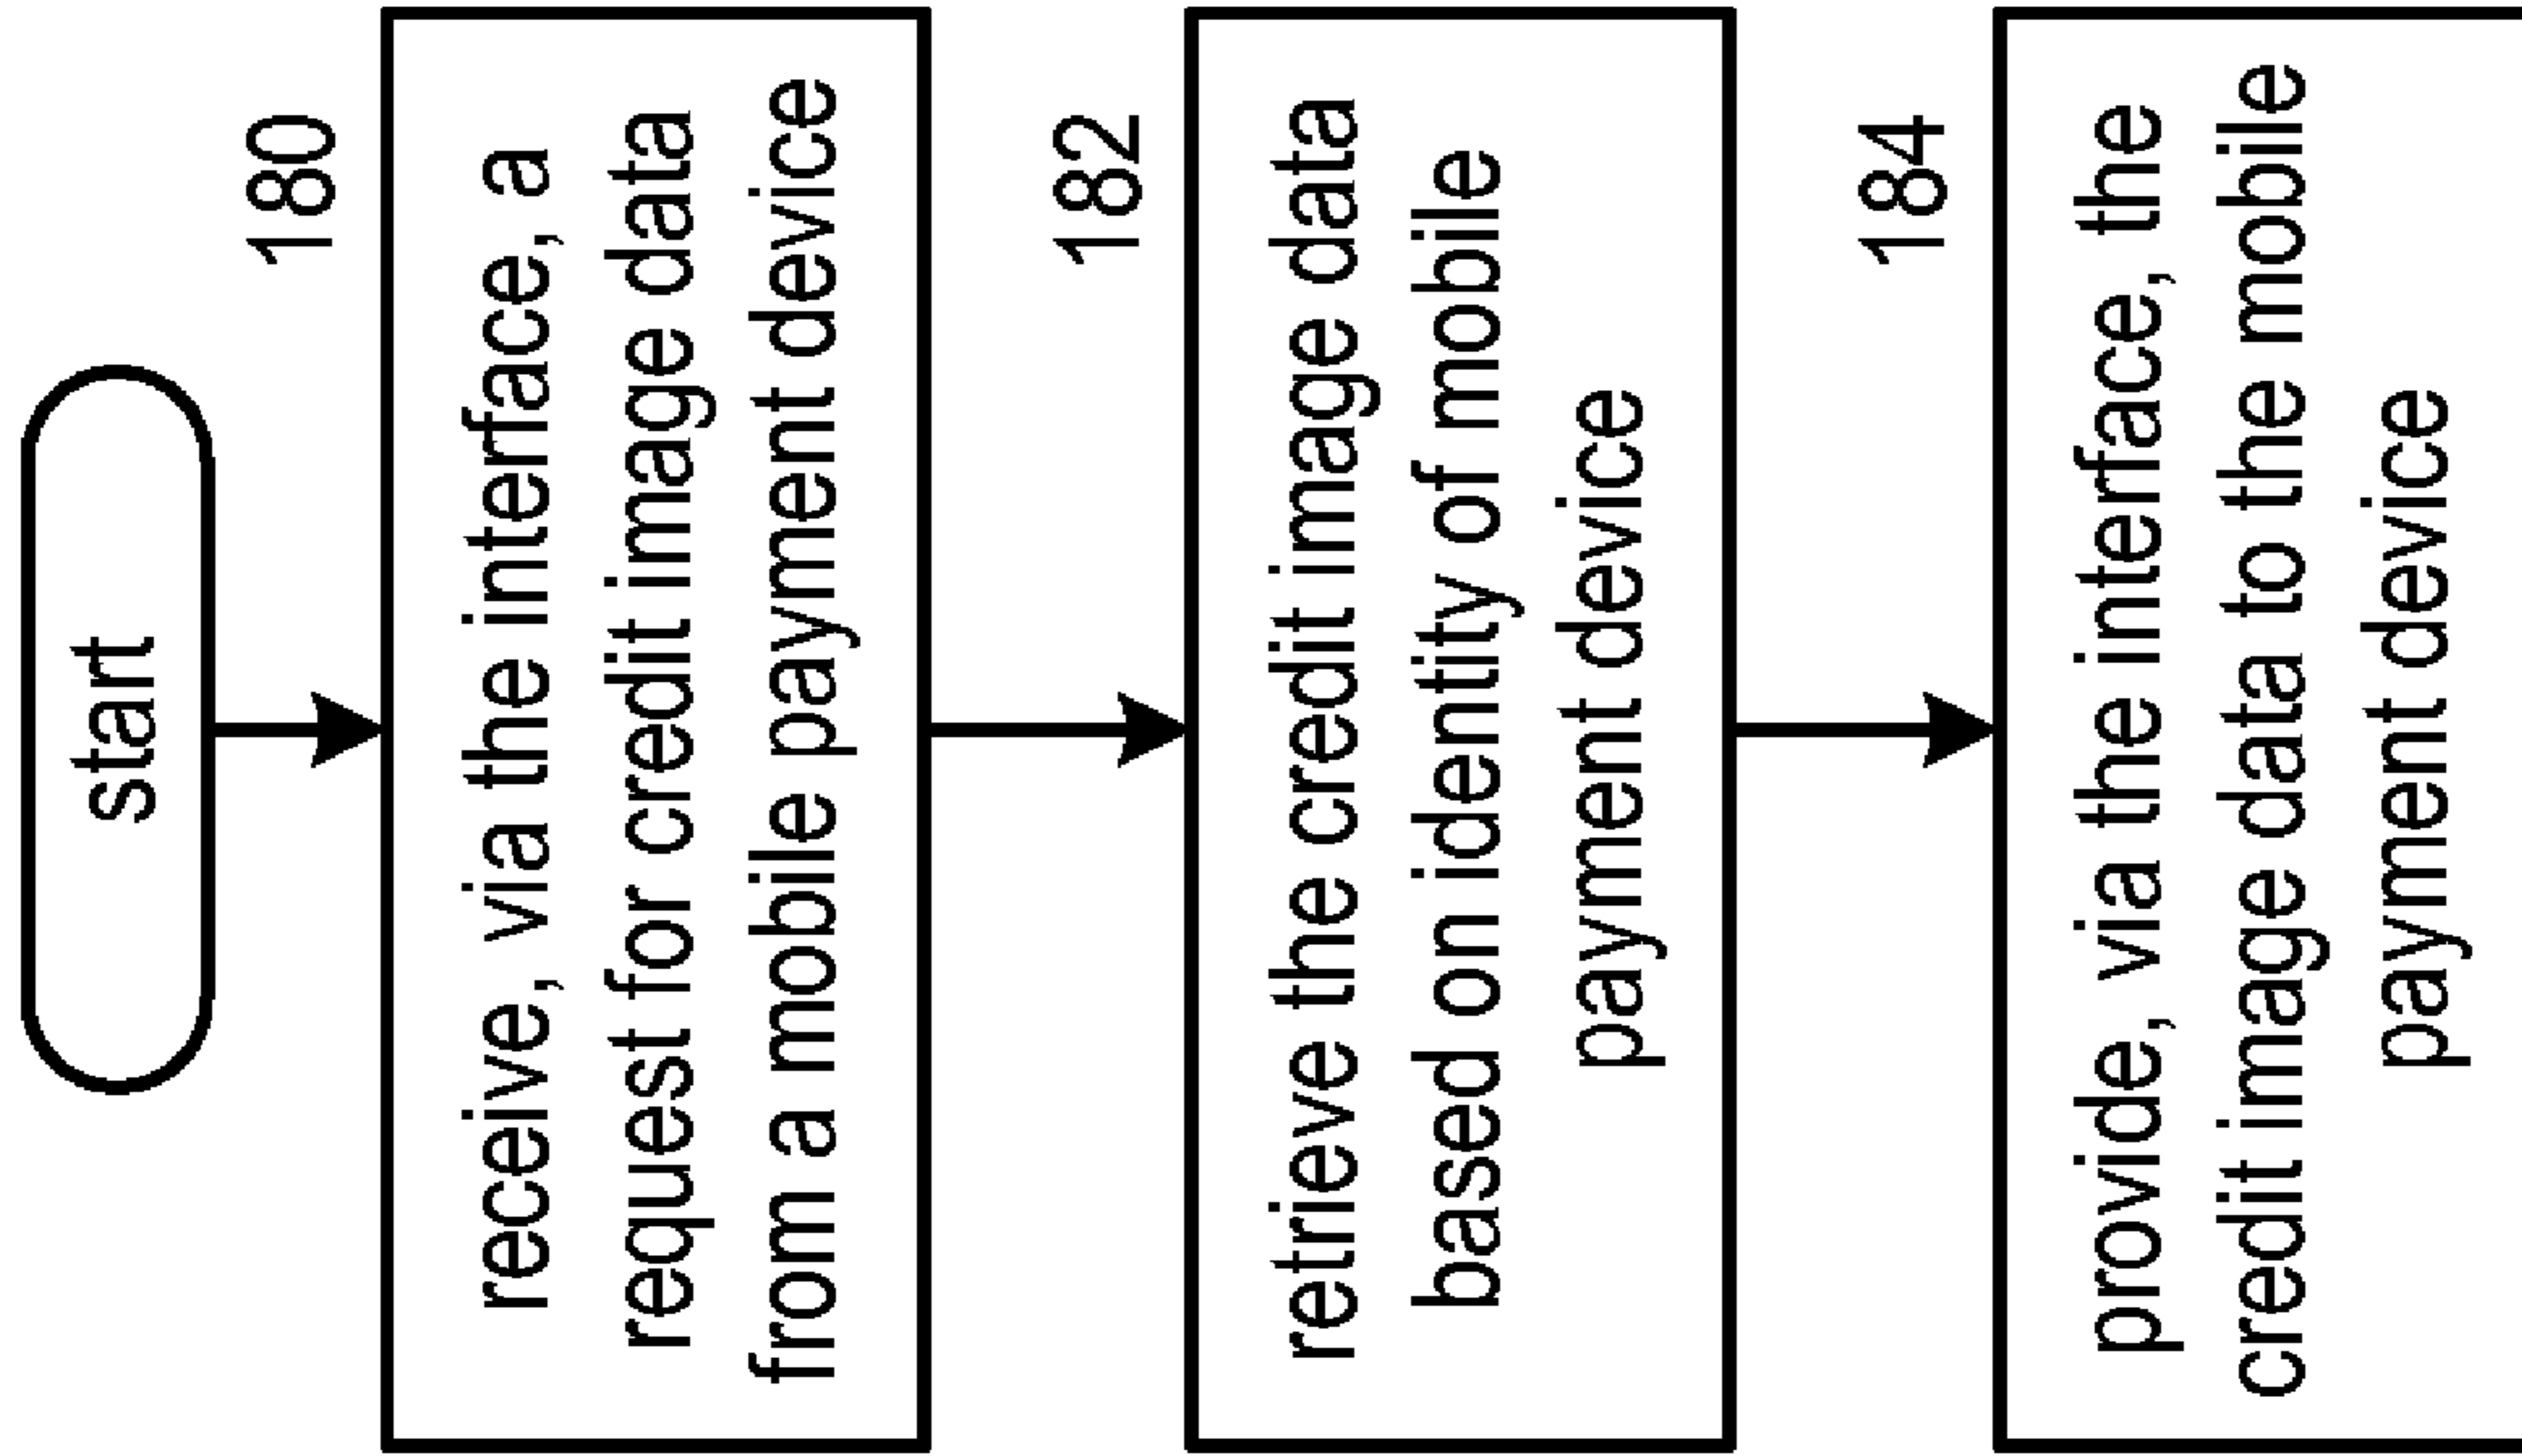 start
180
receive, via the interface, a
request for credit image data
from a mobile payment device
182
retrieve the credit image data
based on identity of mobile
payment device
184
provide, via the interface, the
credit image data to the mobile
payment device